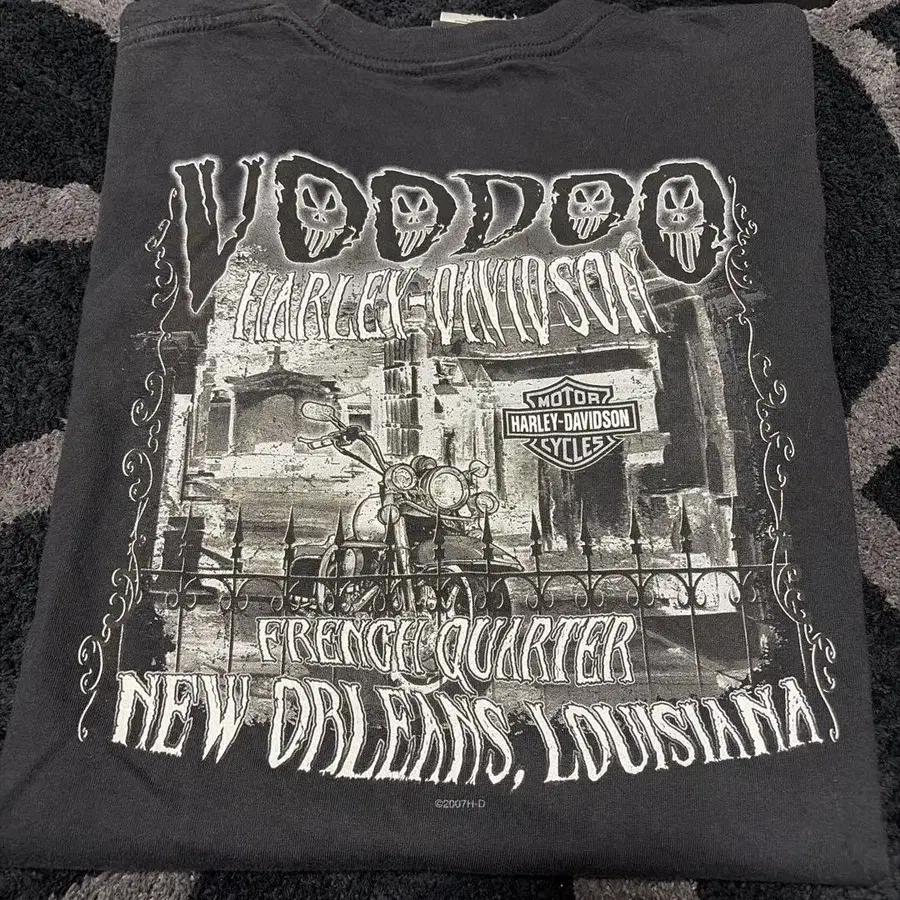 VOODOO
HARLEY-DAVIDSON
MOTOR
HARLEY-DAVIDSON
CYCLES
FRENCH QUARTER
NEW ORLEANS, LOUISIANA
©2007H-D